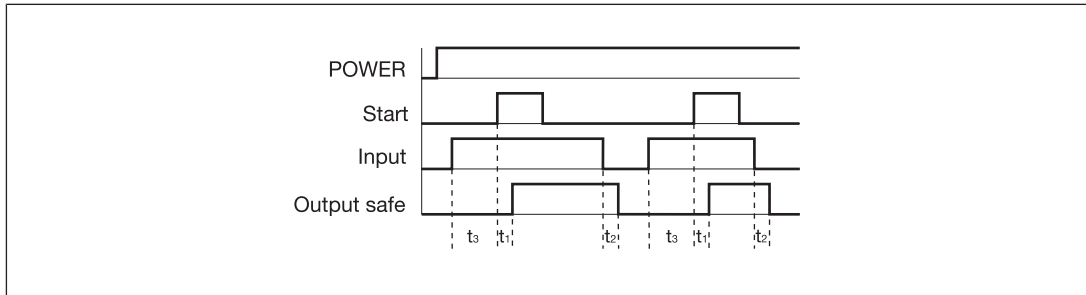 POWER
Start
Input
Output safe
t₃ t₁ t₂ t₃ t₁ t₂